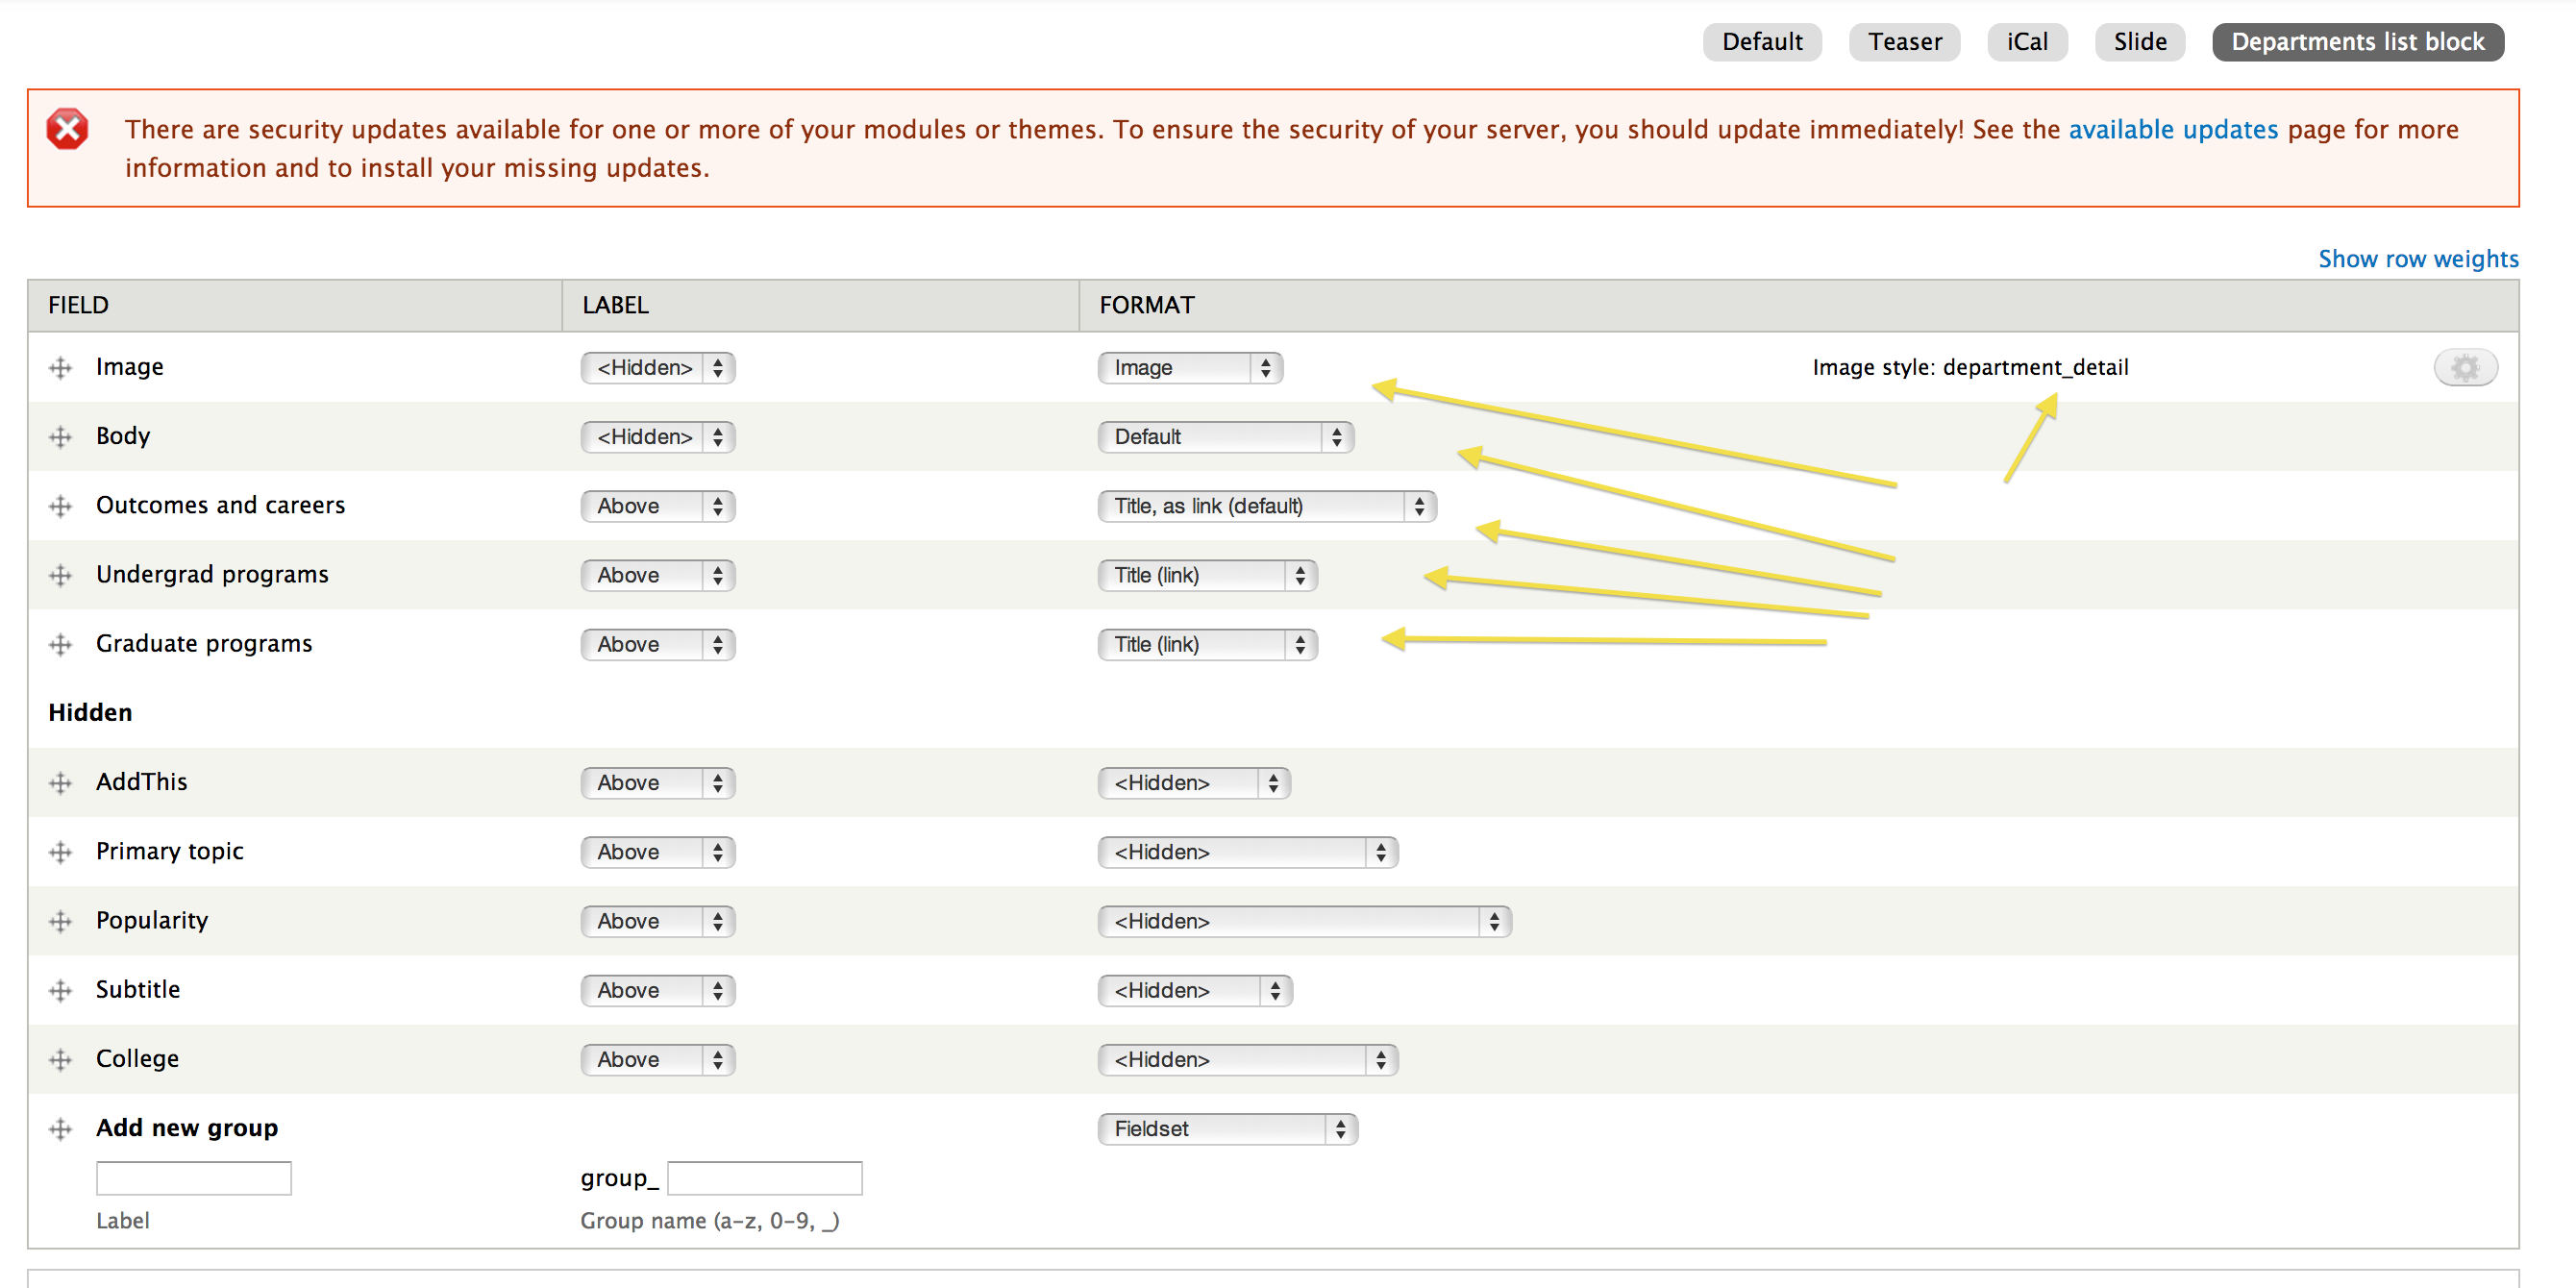 Default Teaser iCal Slide Departments list block
There are security updates available for one or more of your modules or themes. To ensure the security of your server, you should update immediately! See the available updates page for more
information and to install your missing updates.
Show row weights
FIELD LABEL FORMAT
Image <Hidden> Image Image style: department_detail
Body <Hidden> Default
Outcomes and careers Above Title, as link (default)
Undergrad programs Above Title (link)
Graduate programs Above Title (link)
Hidden
AddThis Above <Hidden>
Primary topic Above <Hidden>
Popularity Above <Hidden>
Subtitle Above <Hidden>
College Above <Hidden>
Add new group Fieldset
group_
Label Group name (a-z, 0-9, _)